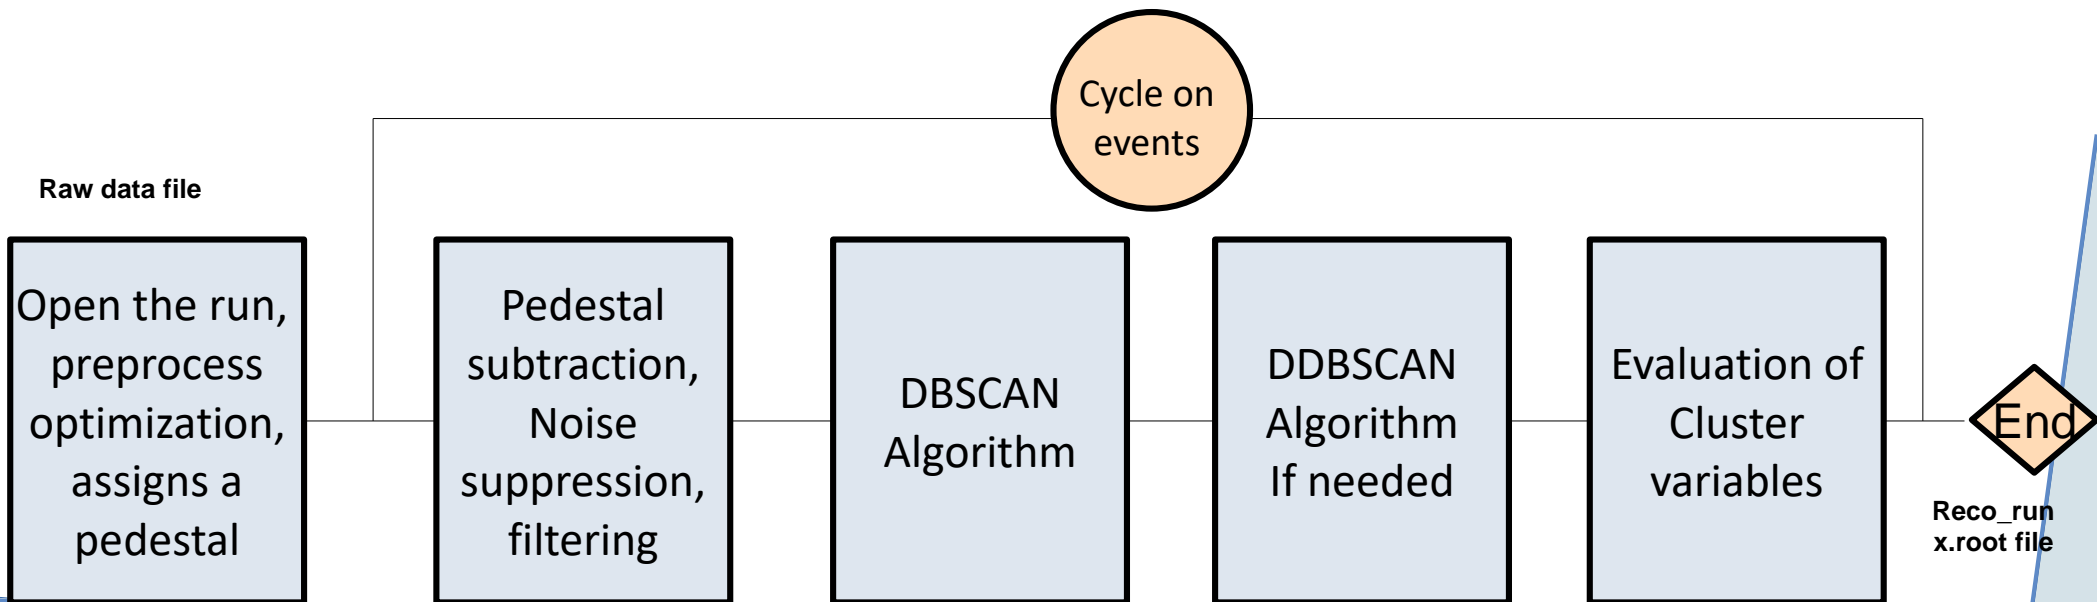 Cycle on
events
Raw data file
Open the run,
preprocess
optimization,
assigns a
pedestal
Pedestal
subtraction,
Noise
suppression,
filtering
DBSCAN
Algorithm
DDBSCAN
Algorithm
If needed
Evaluation of
Cluster
variables
End
Reco_run
x.root file